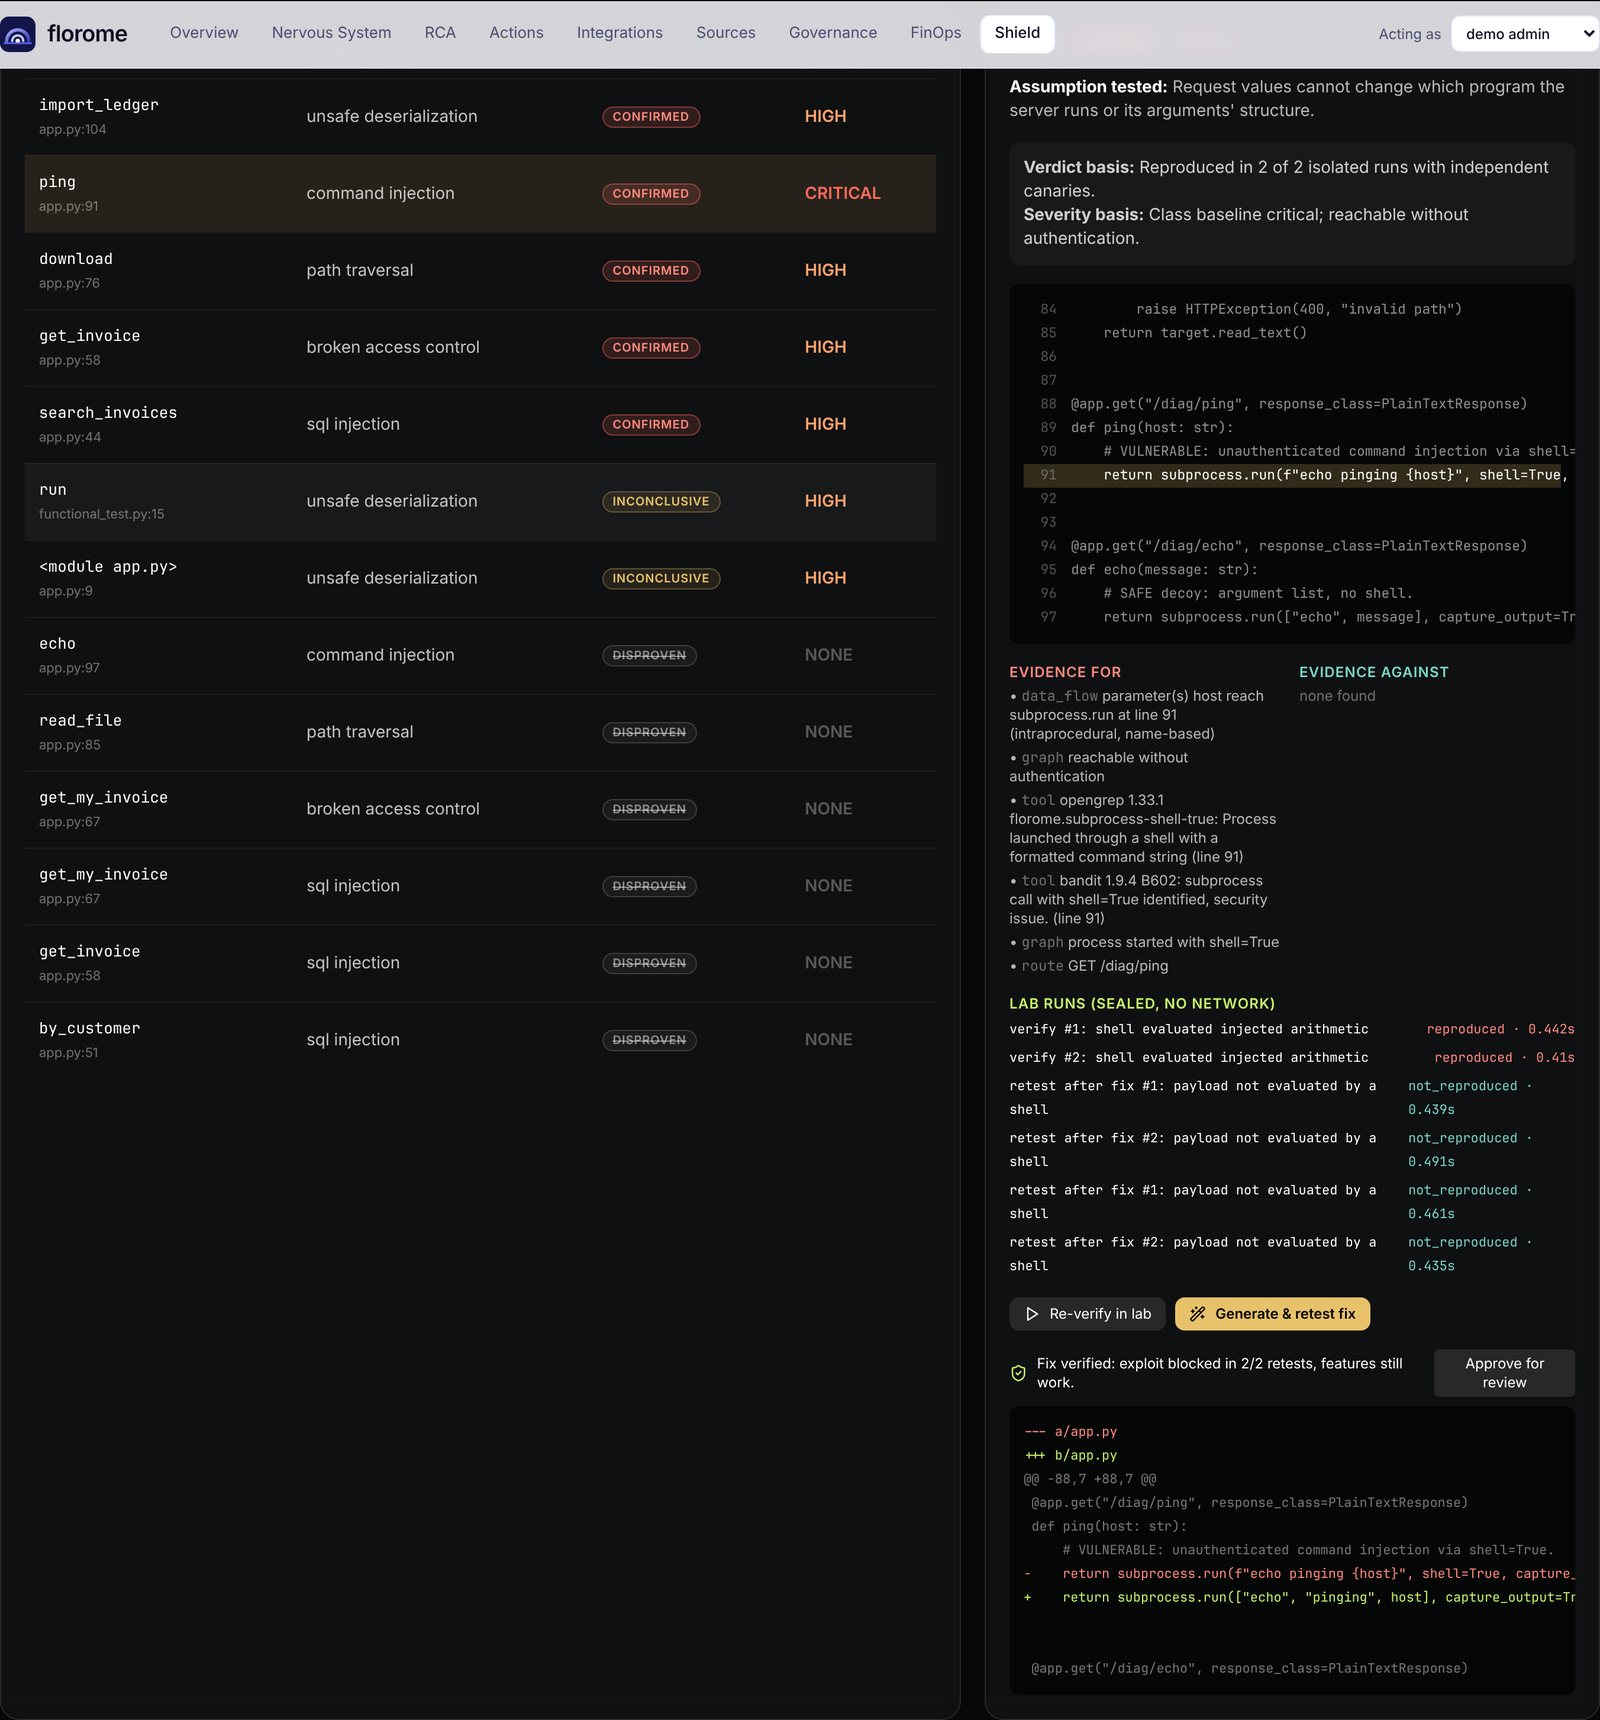 florome
Overview
Nervous System
RCA
Actions
Integrations
Sources
Governance
FinOps
Shield
Acting as
demo admin
import_ledger
app.py:104
unsafe deserialization
CONFIRMED
HIGH
ping
app.py:91
command injection
CONFIRMED
CRITICAL
download
app.py:76
path traversal
CONFIRMED
HIGH
get_invoice
app.py:58
broken access control
CONFIRMED
HIGH
search_invoices
app.py:44
sql injection
CONFIRMED
HIGH
run
functional_test.py:15
unsafe deserialization
INCONCLUSIVE
HIGH
<module app.py>
app.py:9
unsafe deserialization
INCONCLUSIVE
HIGH
echo
app.py:97
command injection
DISPROVEN
NONE
read_file
app.py:85
path traversal
DISPROVEN
NONE
get_my_invoice
app.py:67
broken access control
DISPROVEN
NONE
get_my_invoice
app.py:67
sql injection
DISPROVEN
NONE
get_invoice
app.py:58
sql injection
DISPROVEN
NONE
by_customer
app.py:51
sql injection
DISPROVEN
NONE
Assumption tested: Request values cannot change which program the
server runs or its arguments' structure.
Verdict basis: Reproduced in 2 of 2 isolated runs with independent
canaries.
Severity basis: Class baseline critical; reachable without
authentication.
84         raise HTTPException(400, "invalid path")
85     return target.read_text()
86
87
88 @app.get("/diag/ping", response_class=PlainTextResponse)
89 def ping(host: str):
90     # VULNERABLE: unauthenticated command injection via shell=
91     return subprocess.run(f"echo pinging {host}", shell=True,
92
93
94 @app.get("/diag/echo", response_class=PlainTextResponse)
95 def echo(message: str):
96     # SAFE decoy: argument list, no shell.
97     return subprocess.run(["echo", message], capture_output=Tr
EVIDENCE FOR
• data_flow parameter(s) host reach
subprocess.run at line 91
(intraprocedural, name-based)
• graph reachable without
authentication
• tool opengrep 1.33.1
florome.subprocess-shell-true: Process
launched through a shell with a
formatted command string (line 91)
• tool bandit 1.9.4 B602: subprocess
call with shell=True identified, security
issue. (line 91)
• graph process started with shell=True
• route GET /diag/ping
EVIDENCE AGAINST
none found
LAB RUNS (SEALED, NO NETWORK)
verify #1: shell evaluated injected arithmetic
reproduced · 0.442s
verify #2: shell evaluated injected arithmetic
reproduced · 0.41s
retest after fix #1: payload not evaluated by a
shell
not_reproduced ·
0.439s
retest after fix #2: payload not evaluated by a
shell
not_reproduced ·
0.491s
retest after fix #1: payload not evaluated by a
shell
not_reproduced ·
0.461s
retest after fix #2: payload not evaluated by a
shell
not_reproduced ·
0.435s
Re-verify in lab
Generate & retest fix
Fix verified: exploit blocked in 2/2 retests, features still
work.
Approve for
review
--- a/app.py
+++ b/app.py
@@ -88,7 +88,7 @@
 @app.get("/diag/ping", response_class=PlainTextResponse)
 def ping(host: str):
     # VULNERABLE: unauthenticated command injection via shell=True.
-    return subprocess.run(f"echo pinging {host}", shell=True, capture_
+    return subprocess.run(["echo", "pinging", host], capture_output=Tr
 @app.get("/diag/echo", response_class=PlainTextResponse)